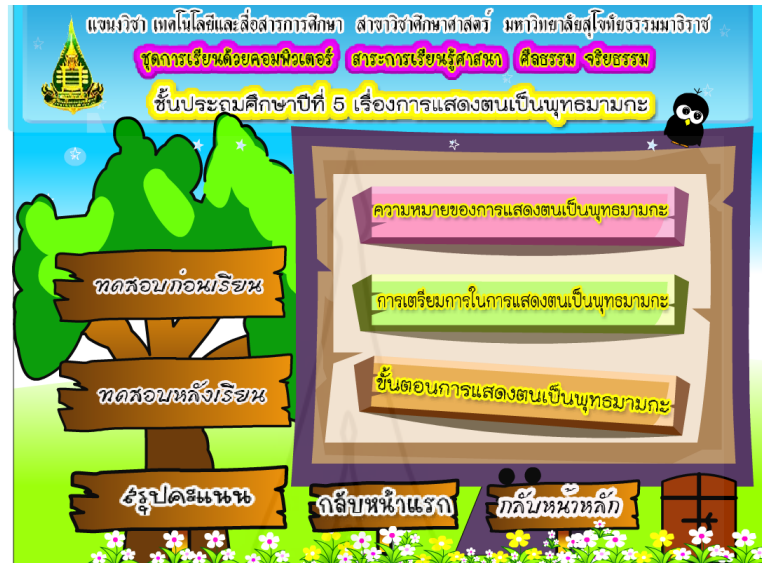 แขนงวิชา เทคโนโลยีและสื่อสารการศึกษา สาขาวิชาศึกษาศาสตร์ มหาวิทยาลัยสุโขทัยธรรมมาธิราช
ชุดการเรียนด้วยคอมพิวเตอร์ สาระการเรียนรู้ศาสนา ศีลธรรม จริยธรรม
ชั้นประถมศึกษาปีที่ 5 เรื่องการแสดงตนเป็นพุทธมามกะ
ความหมายของการแสดงตนเป็นพุทธมามกะ
การเตรียมการในการแสดงตนเป็นพุทธมามกะ
ขั้นตอนการแสดงตนเป็นพุทธมามกะ
ทดสอบก่อนเรียน
ทดสอบหลังเรียน
สรุปคะแนน
กลับหน้าแรก
กลับหน้าหลัก